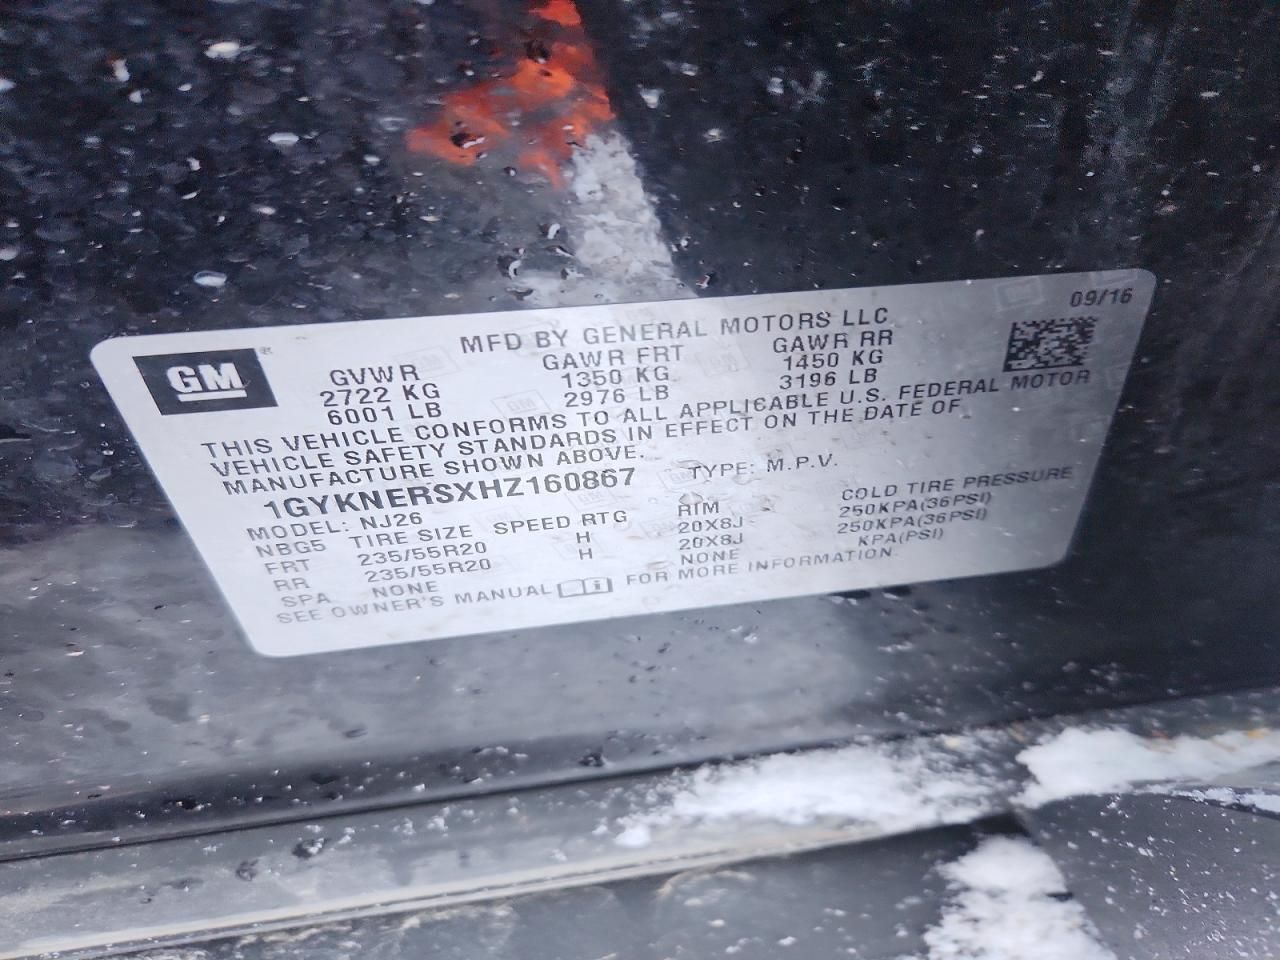 09/16
GM®
MFD BY GENERAL MOTORS LLC
GVWR GAWR FRT GAWR RR
2722 KG 1350 KG 1450 KG
6001 LB 2976 LB 3196 LB
THIS VEHICLE CONFORMS TO ALL APPLICABLE U.S. FEDERAL MOTOR
VEHICLE SAFETY STANDARDS IN EFFECT ON THE DATE OF
MANUFACTURE SHOWN ABOVE.
1GYKNERSXHZ160867 TYPE: M.P.V.
MODEL: NJ26
NBG5 TIRE SIZE SPEED RTG RIM COLD TIRE PRESSURE
FRT 235/55R20 H 20X8J 250KPA(36PSI)
RR 235/55R20 H 20X8J 250KPA(36PSI)
SPA NONE NONE KPA(PSI)
SEE OWNER'S MANUAL FOR MORE INFORMATION.